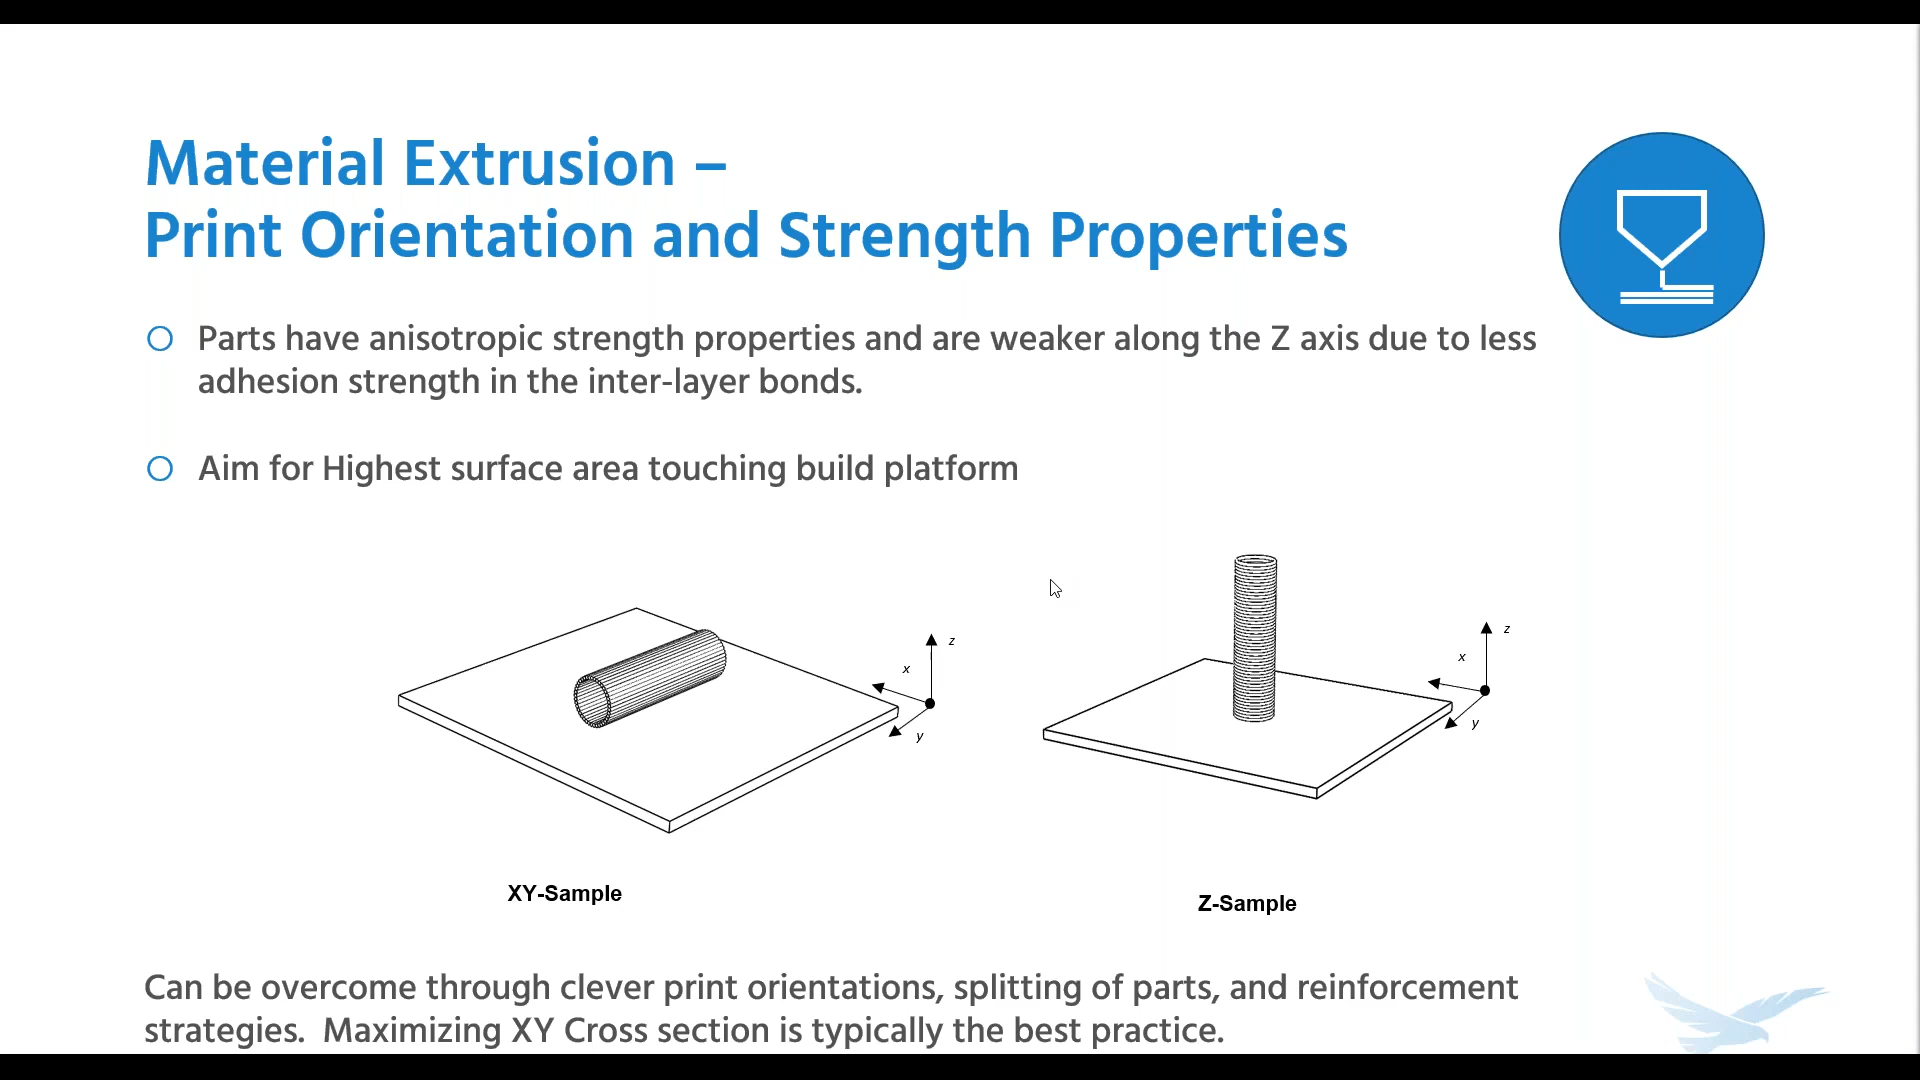 Material Extrusion –
Print Orientation and Strength Properties
Parts have anisotropic strength properties and are weaker along the Z axis due to less
adhesion strength in the inter-layer bonds.
Aim for Highest surface area touching build platform
z
x
y
z
x
y
XY-Sample
Z-Sample
Can be overcome through clever print orientations, splitting of parts, and reinforcement
strategies.  Maximizing XY Cross section is typically the best practice.